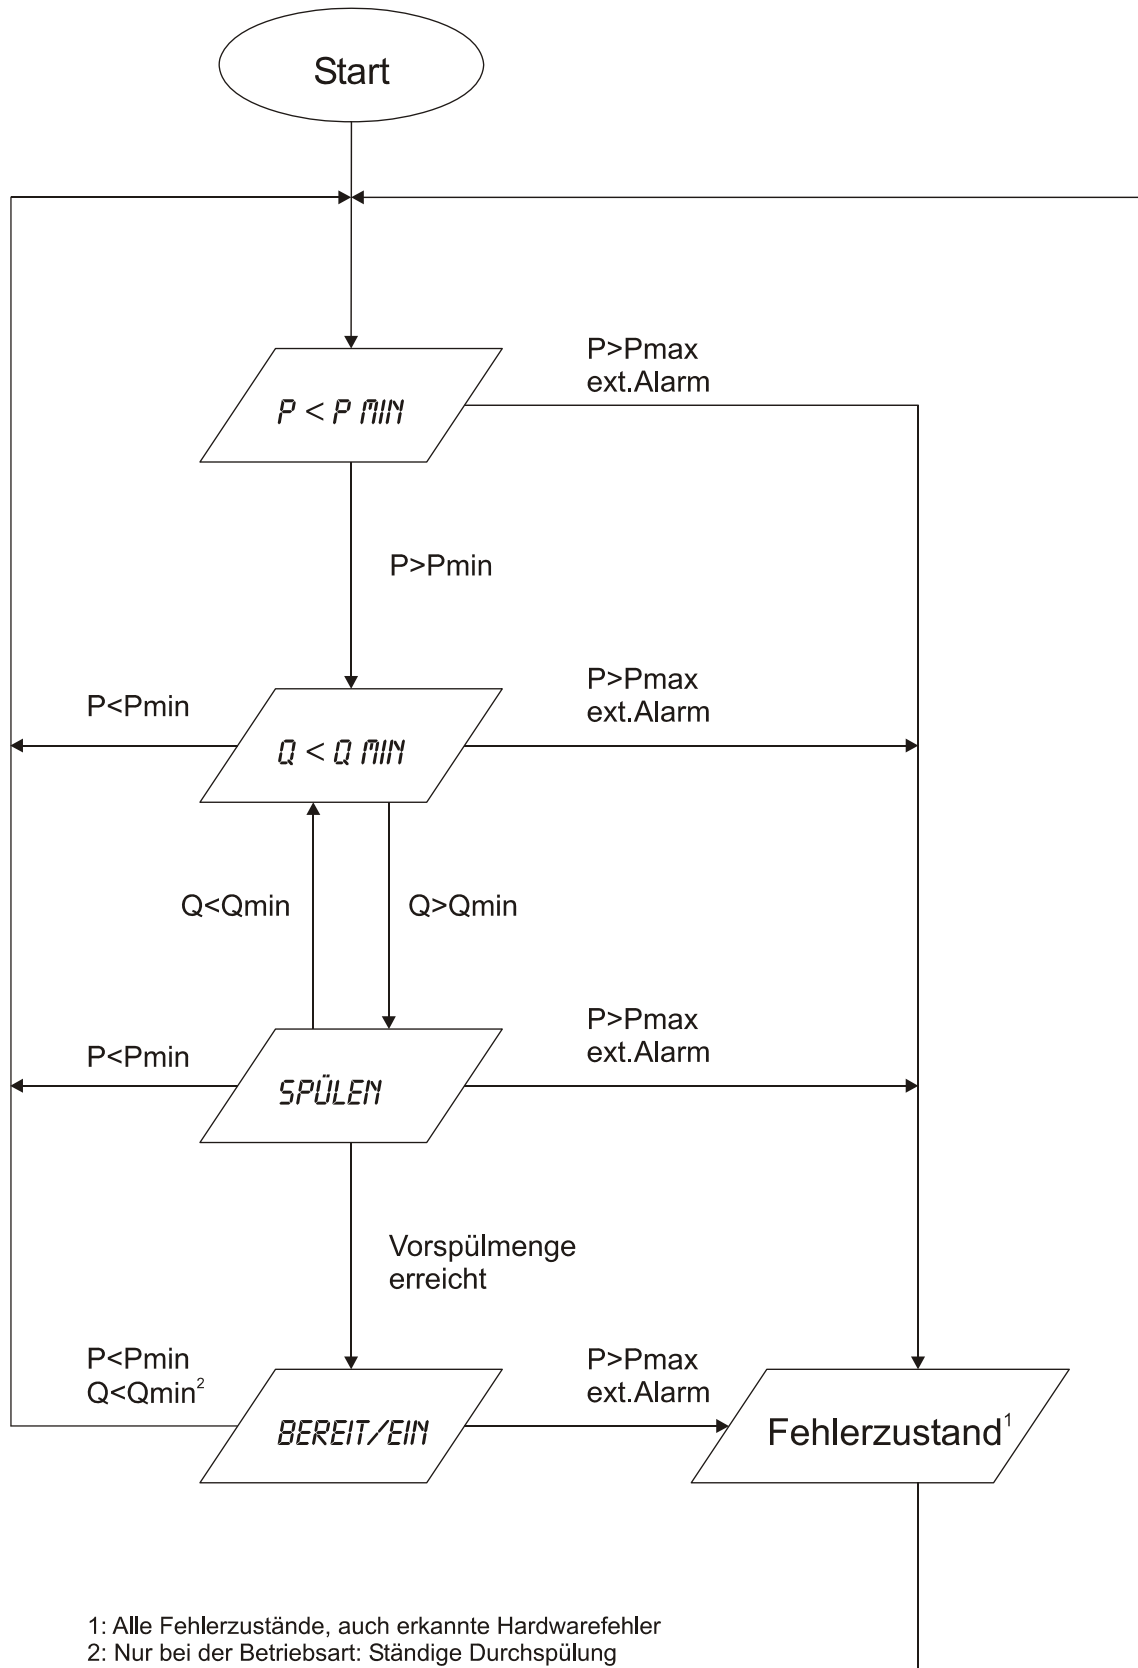 Start
P>Pmax
ext.Alarm
P < P MIN
P>Pmin
P<Pmin
P>Pmax
ext.Alarm
Q < Q MIN
Q<Qmin
Q>Qmin
P<Pmin
P>Pmax
ext.Alarm
SPÜLEN
Vorspülmenge
erreicht
P<Pmin
Q<Qmin²
P>Pmax
ext.Alarm
BEREIT/EIN
Fehlerzustand¹
1: Alle Fehlerzustände, auch erkannte Hardwarefehler
2: Nur bei der Betriebsart: Ständige Durchspülung